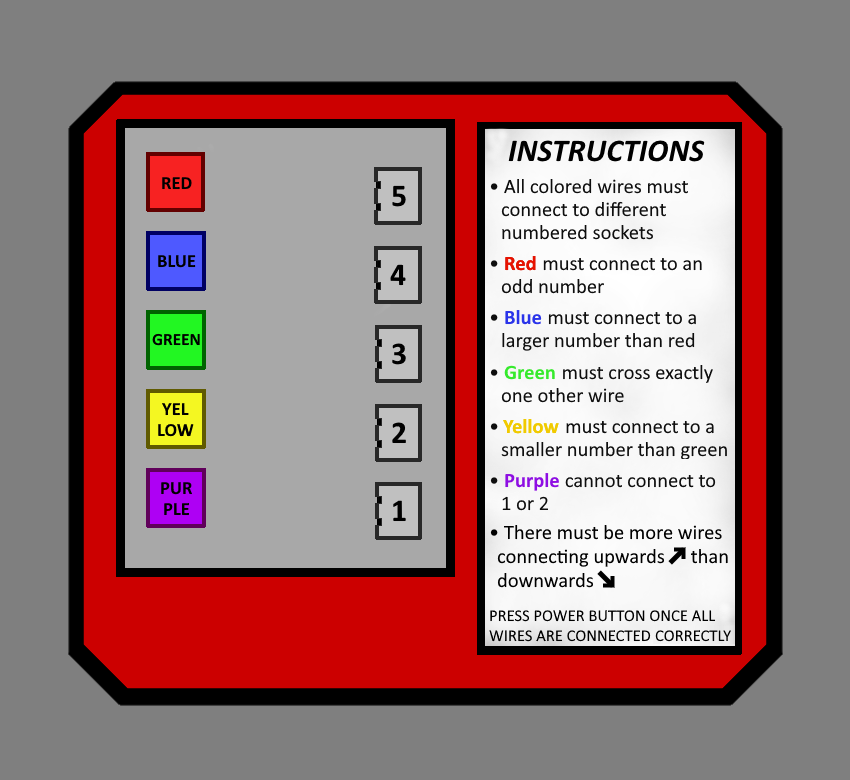 RED
BLUE
GREEN
YEL
LOW
PUR
PLE
5
4
3
2
1
INSTRUCTIONS
• All colored wires must
connect to different
numbered sockets
• Red must connect to an
odd number
• Blue must connect to a
larger number than red
• Green must cross exactly
one other wire
• Yellow must connect to a
smaller number than green
• Purple cannot connect to
1 or 2
• There must be more wires
connecting upwards ↗ than
downwards ↘
PRESS POWER BUTTON ONCE ALL
WIRES ARE CONNECTED CORRECTLY